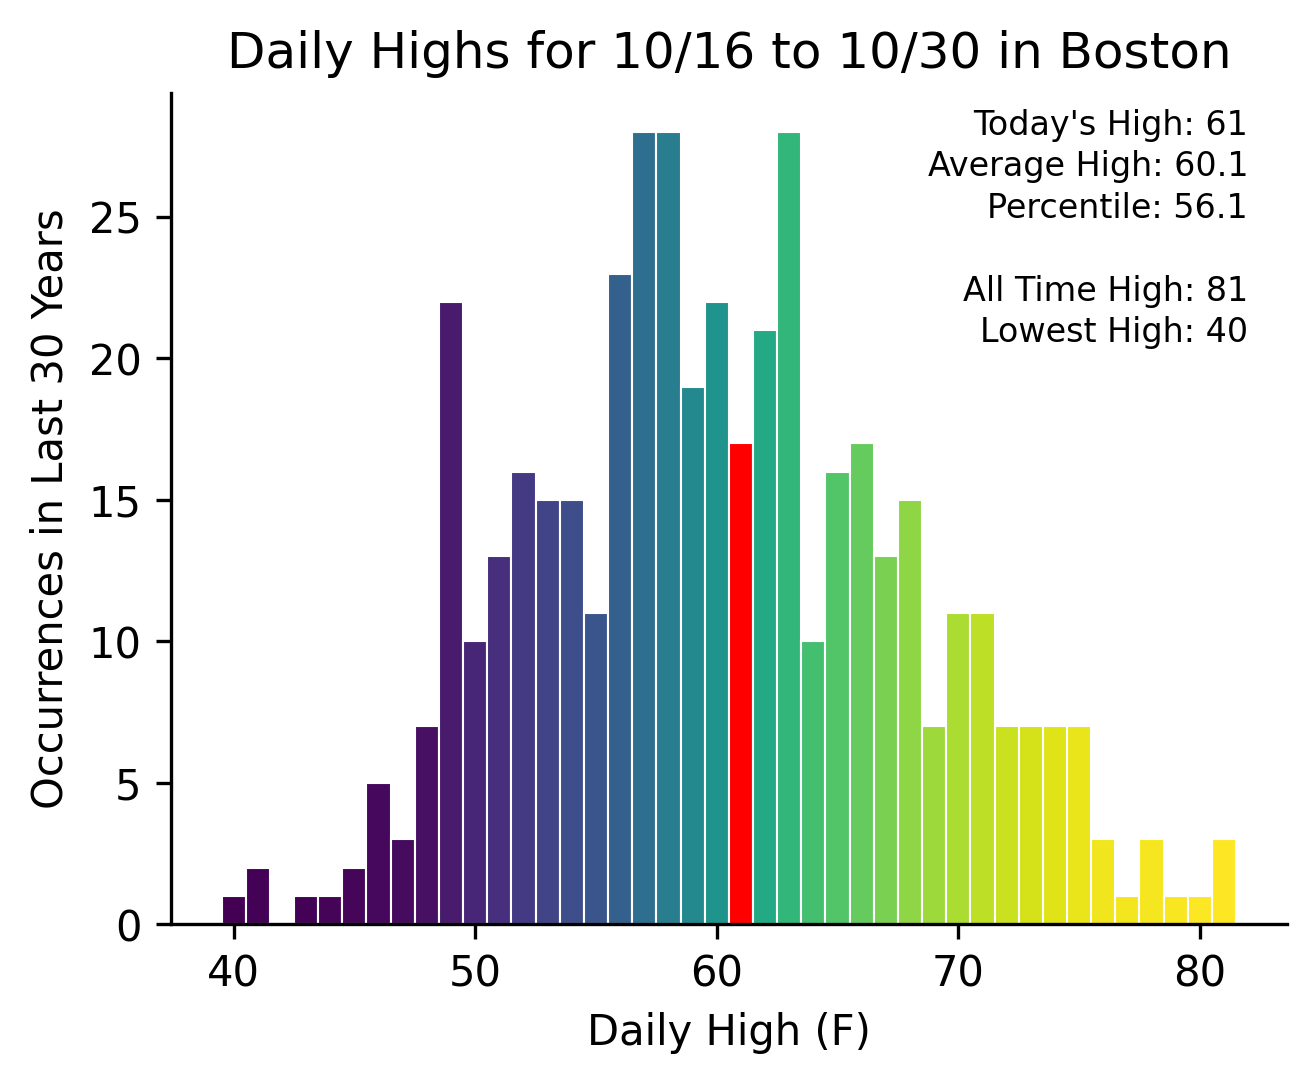 Daily Highs for 10/16 to 10/30 in Boston
Today's High: 61
Average High: 60.1
Percentile: 56.1
All Time High: 81
Lowest High: 40
Occurrences in Last 30 Years
25
20
15
10
5
0
40 50 60 70 80
Daily High (F)